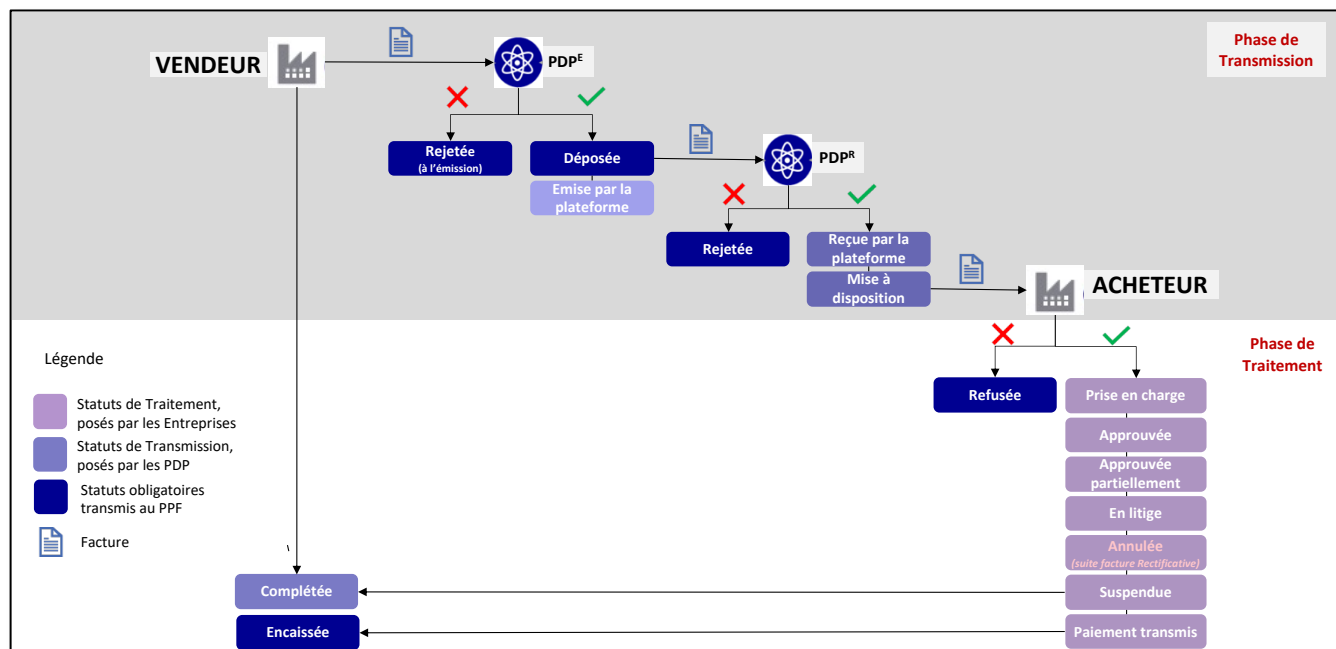 Phase de
Transmission
VENDEUR
PDPE
Rejetée
(à l’émission)
Déposée
Emise par la
plateforme
PDPR
Rejetée
Reçue par la
plateforme
Mise à
disposition
ACHETEUR
Phase de
Traitement
Légende
Statuts de Traitement,
posés par les Entreprises
Statuts de Transmission,
posés par les PDP
Statuts obligatoires
transmis au PPF
Facture
Refusée
Prise en charge
Approuvée
Approuvée
partiellement
En litige
Annulée
(suite facture Rectificative)
Suspendue
Paiement transmis
Complétée
Encaissée